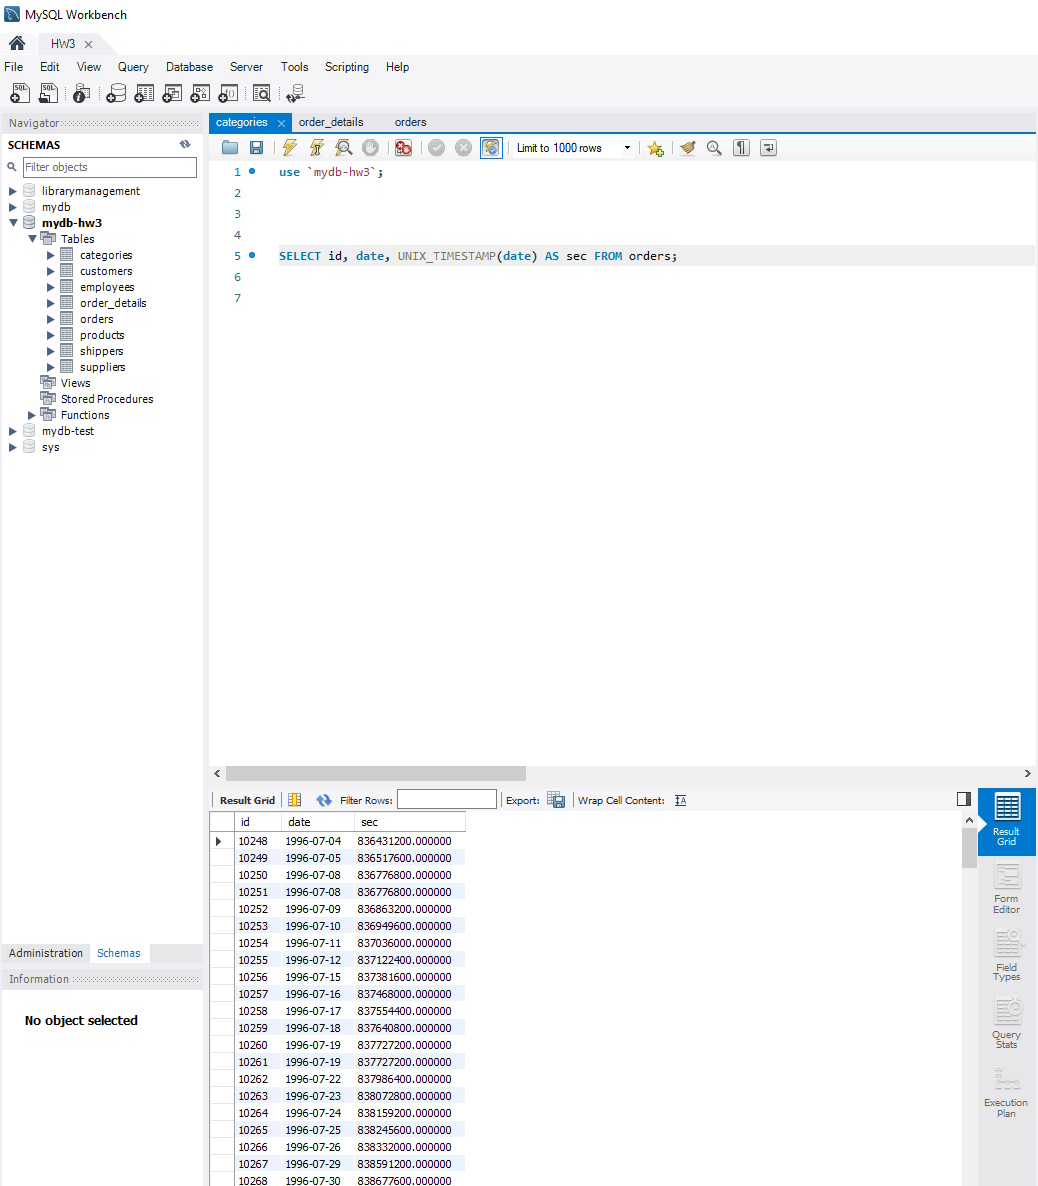 MySQL Workbench
HW3
File Edit View Query Database Server Tools Scripting Help
Navigator
SCHEMAS
Filter objects
librarymanagement
mydb
mydb-hw3
Tables
categories
customers
employees
order_details
orders
products
shippers
suppliers
Views
Stored Procedures
Functions
mydb-test
sys
Administration Schemas
Information
No object selected
categories order_details orders
Limit to 1000 rows
1 use `mydb-hw3`;
2
3
4
5 SELECT id, date, UNIX_TIMESTAMP(date) AS sec FROM orders;
6
7
Result Grid Filter Rows: Export: Wrap Cell Content:
id date sec
10248 1996-07-04 836431200.000000
10249 1996-07-05 836517600.000000
10250 1996-07-08 836776800.000000
10251 1996-07-08 836776800.000000
10252 1996-07-09 836863200.000000
10253 1996-07-10 836949600.000000
10254 1996-07-11 837036000.000000
10255 1996-07-12 837122400.000000
10256 1996-07-15 837381600.000000
10257 1996-07-16 837468000.000000
10258 1996-07-17 837554400.000000
10259 1996-07-18 837640800.000000
10260 1996-07-19 837727200.000000
10261 1996-07-19 837727200.000000
10262 1996-07-22 837986400.000000
10263 1996-07-23 838072800.000000
10264 1996-07-24 838159200.000000
10265 1996-07-25 838245600.000000
10266 1996-07-26 838332000.000000
10267 1996-07-29 838591200.000000
10268 1996-07-30 838677600.000000
Result
Grid
Form
Editor
Field
Types
Query
Stats
Execution
Plan